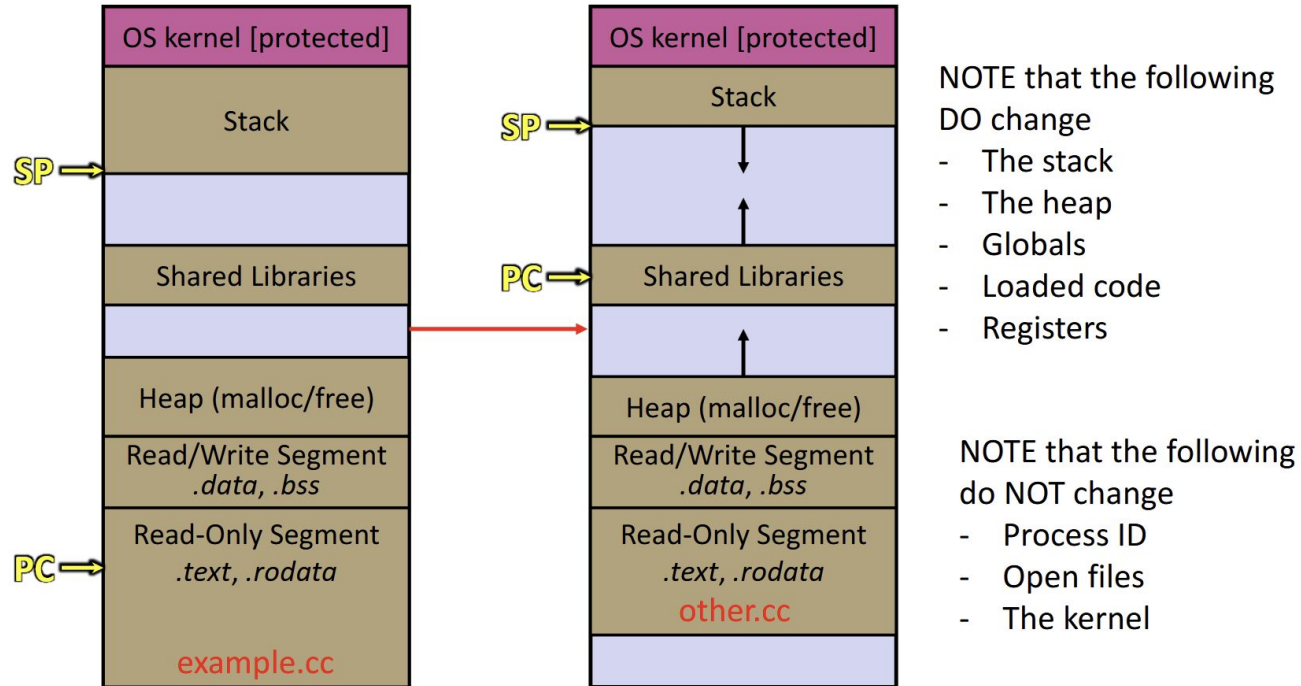 OS kernel [protected]
Stack
SP
Shared Libraries
Heap (malloc/free)
Read/Write Segment
.data, .bss
Read-Only Segment
PC
.text, .rodata
example.cc
OS kernel [protected]
Stack
SP
PC
Shared Libraries
Heap (malloc/free)
Read/Write Segment
.data, .bss
Read-Only Segment
.text, .rodata
other.cc
NOTE that the following
DO change
- The stack
- The heap
- Globals
- Loaded code
- Registers
NOTE that the following
do NOT change
- Process ID
- Open files
- The kernel